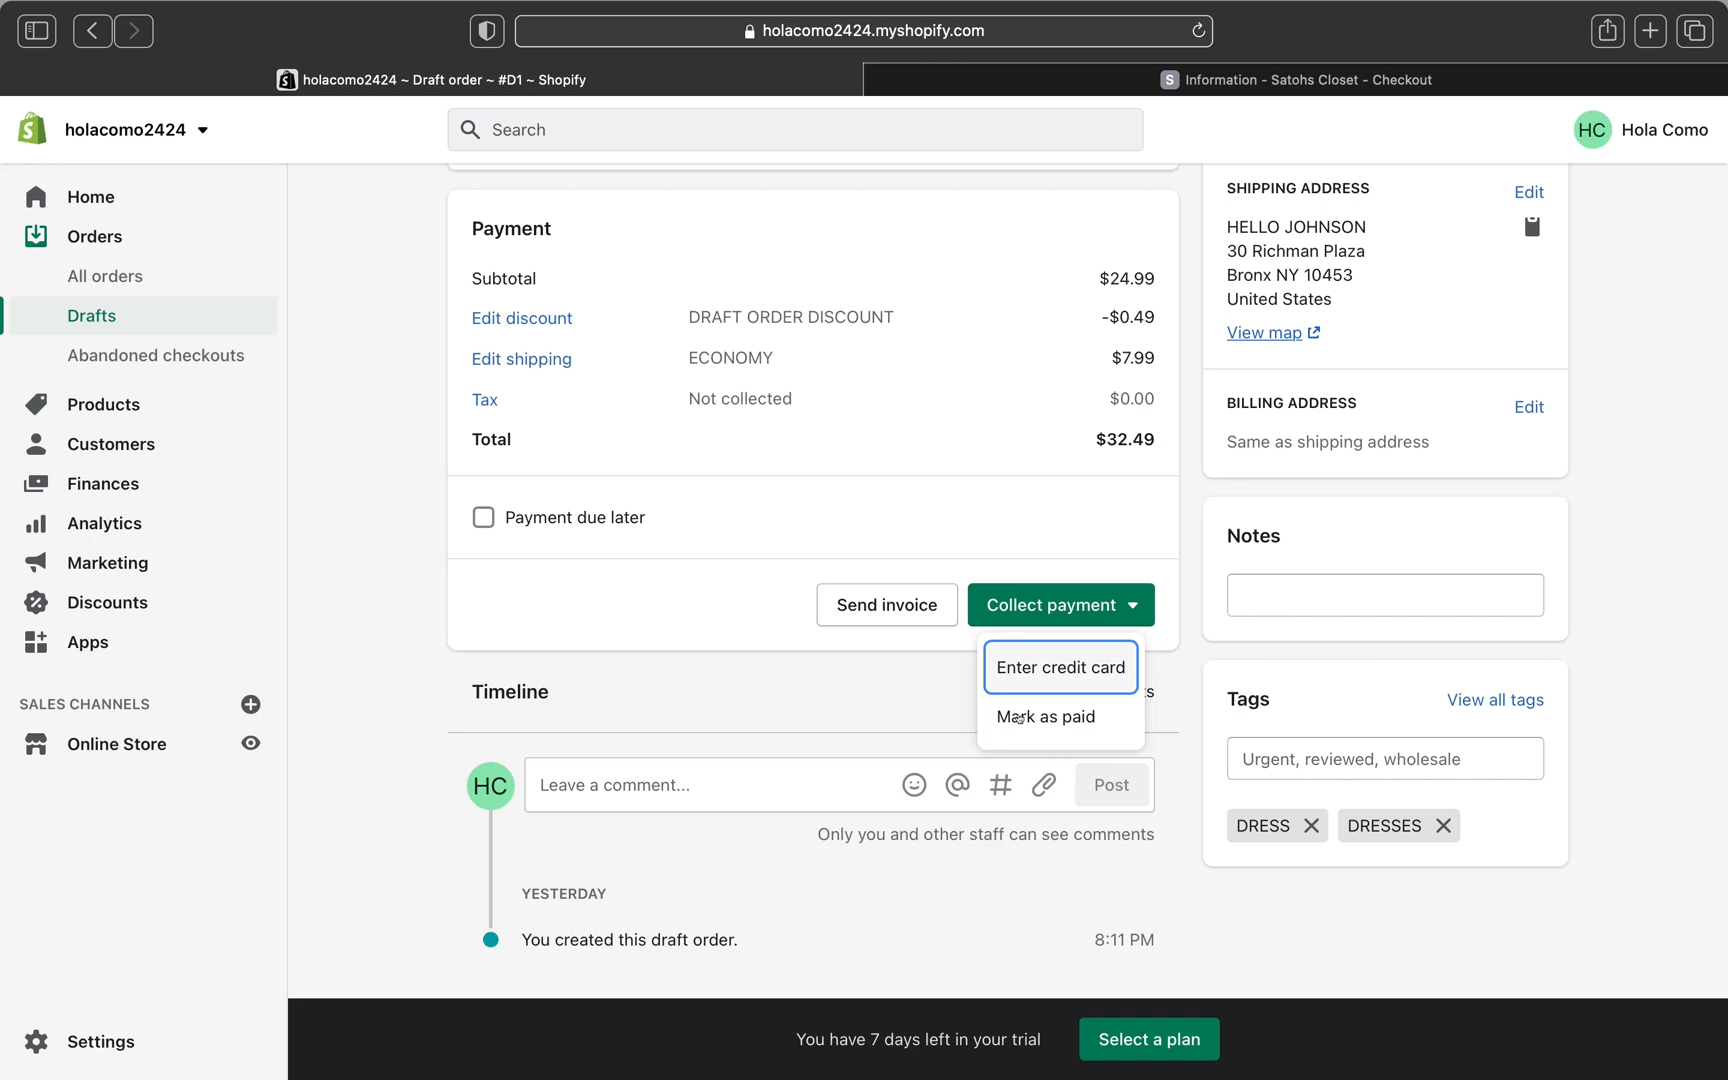 holacomo2424.myshopify.com
holacomo2424 ~ Draft order ~ #D1 ~ Shopify
S Information - Satohs Closet - Checkout
holacomo2424
Search
HC Hola Como
Home
Orders
All orders
Drafts
Abandoned checkouts
Products
Customers
Finances
Analytics
Marketing
Discounts
Apps
SALES CHANNELS
Online Store
Settings
Payment
Subtotal $24.99
Edit discount DRAFT ORDER DISCOUNT -$0.49
Edit shipping ECONOMY $7.99
Tax Not collected $0.00
Total $32.49
Payment due later
Send invoice Collect payment
Enter credit card
Mark as paid
Timeline
HC Leave a comment... Post
Only you and other staff can see comments
YESTERDAY
You created this draft order. 8:11 PM
SHIPPING ADDRESS Edit
HELLO JOHNSON
30 Richman Plaza
Bronx NY 10453
United States
View map
BILLING ADDRESS Edit
Same as shipping address
Notes
Tags View all tags
Urgent, reviewed, wholesale
DRESS DRESSES
You have 7 days left in your trial Select a plan